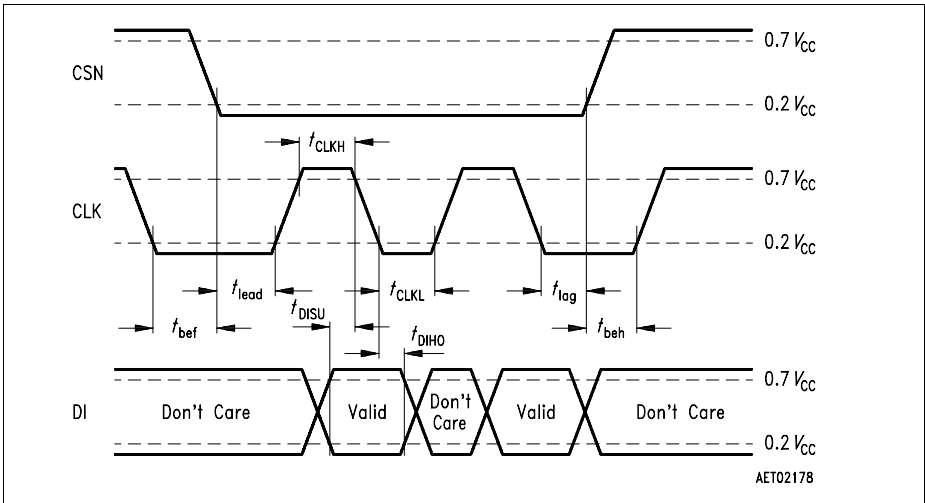 0.7 VCC
CSN
0.2 VCC
tCLKH
0.7 VCC
CLK
0.2 VCC
tlead
tCLKL
tlag
tDISU
tbef
tbeh
tDIHO
0.7 VCC
DI
Don't Care
Valid
Don't
Care
Valid
Don't Care
0.2 VCC
AET02178